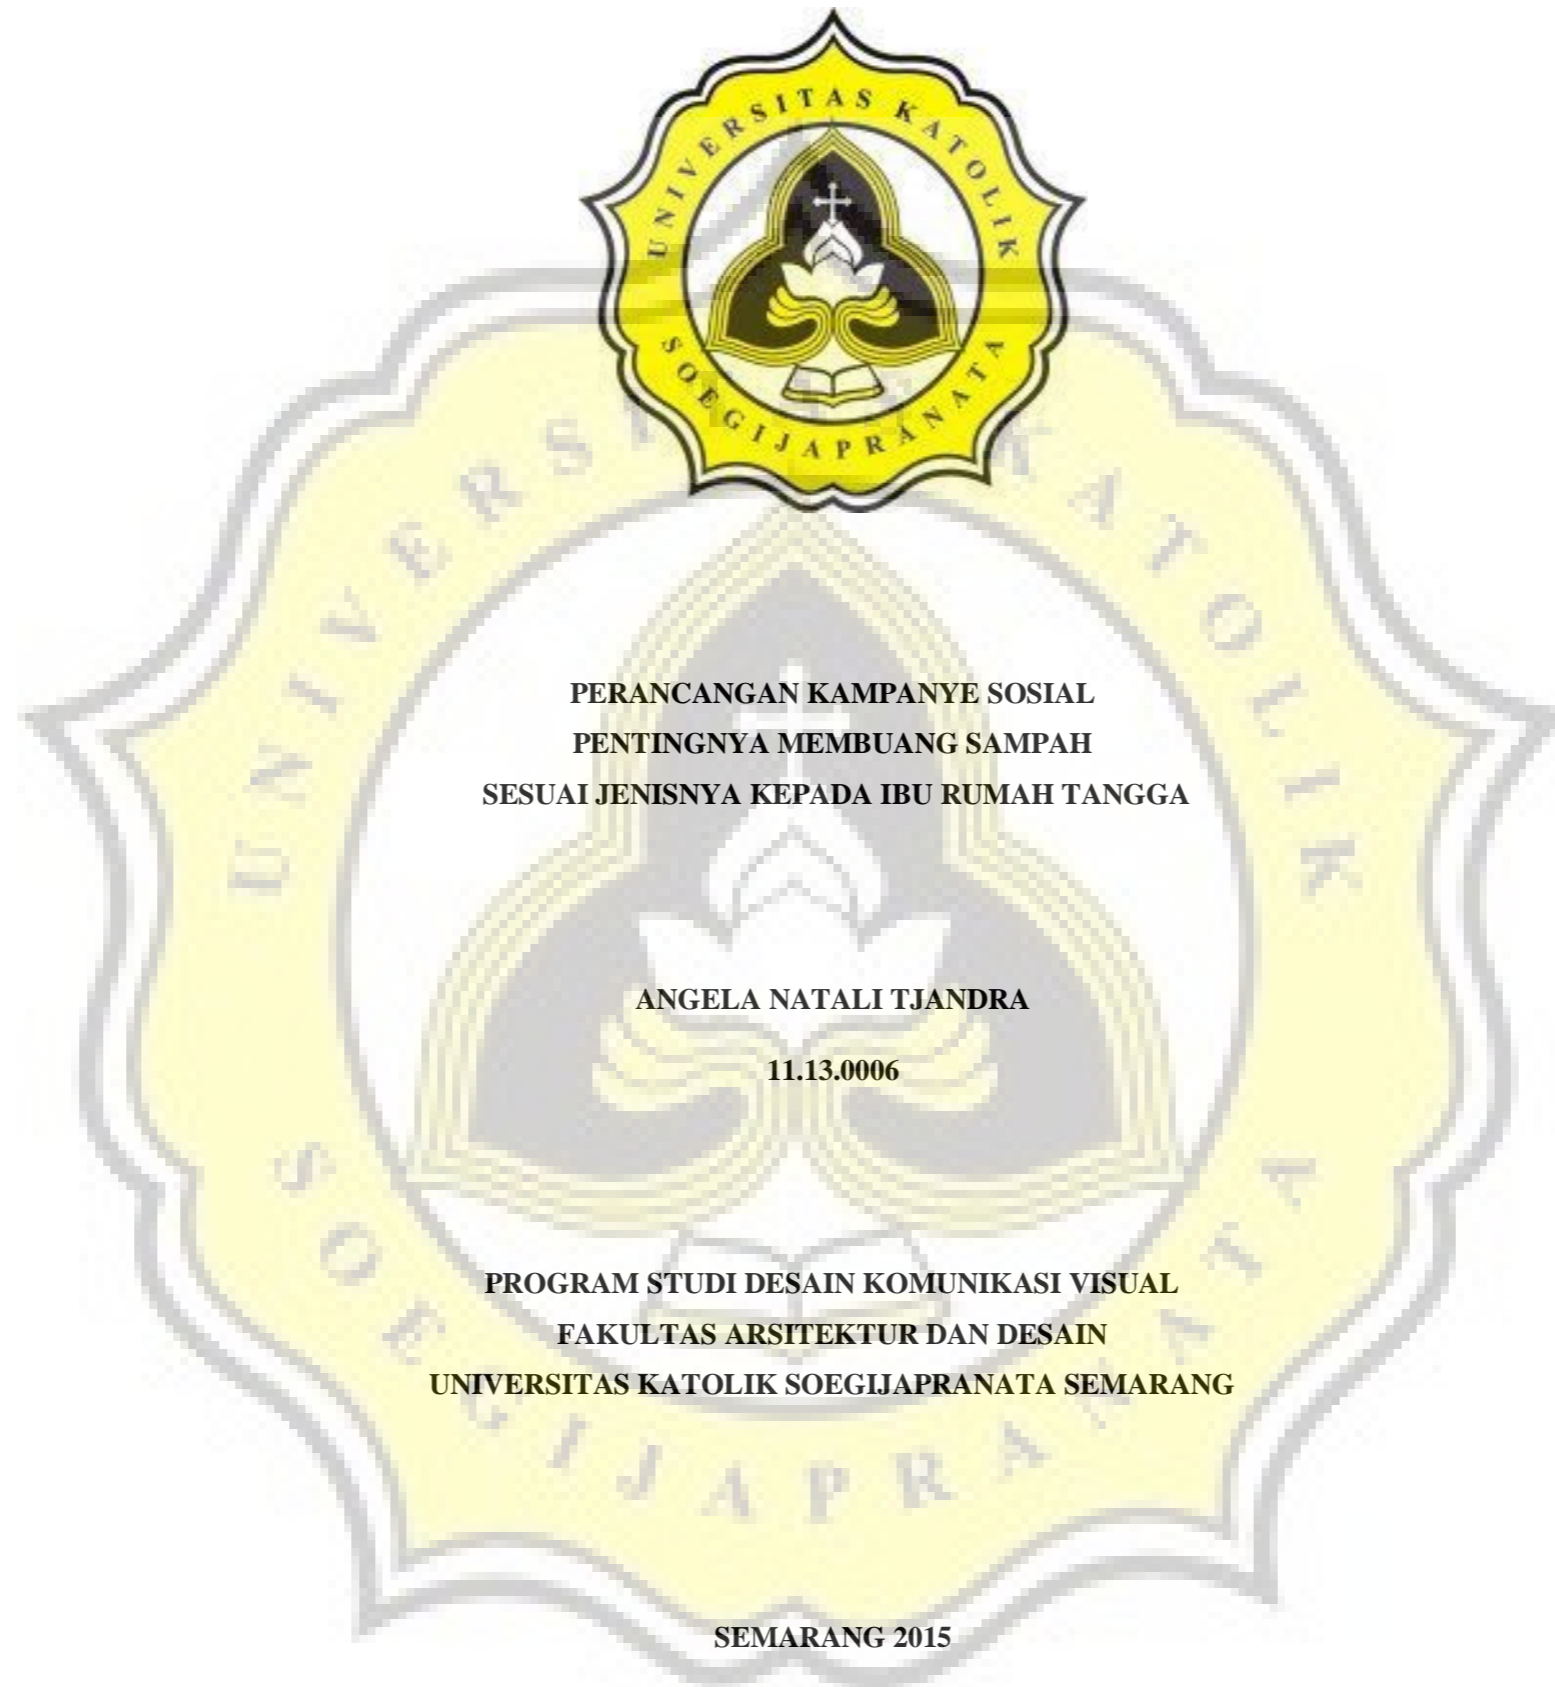 UNIVERSITAS KATOLIK
SOEGIJAPRANATA
PERANCANGAN KAMPANYE SOSIAL
PENTINGNYA MEMBUANG SAMPAH
SESUAI JENISNYA KEPADA IBU RUMAH TANGGA
ANGELA NATALI TJANDRA
11.13.0006
PROGRAM STUDI DESAIN KOMUNIKASI VISUAL
FAKULTAS ARSITEKTUR DAN DESAIN
UNIVERSITAS KATOLIK SOEGIJAPRANATA SEMARANG
SEMARANG 2015